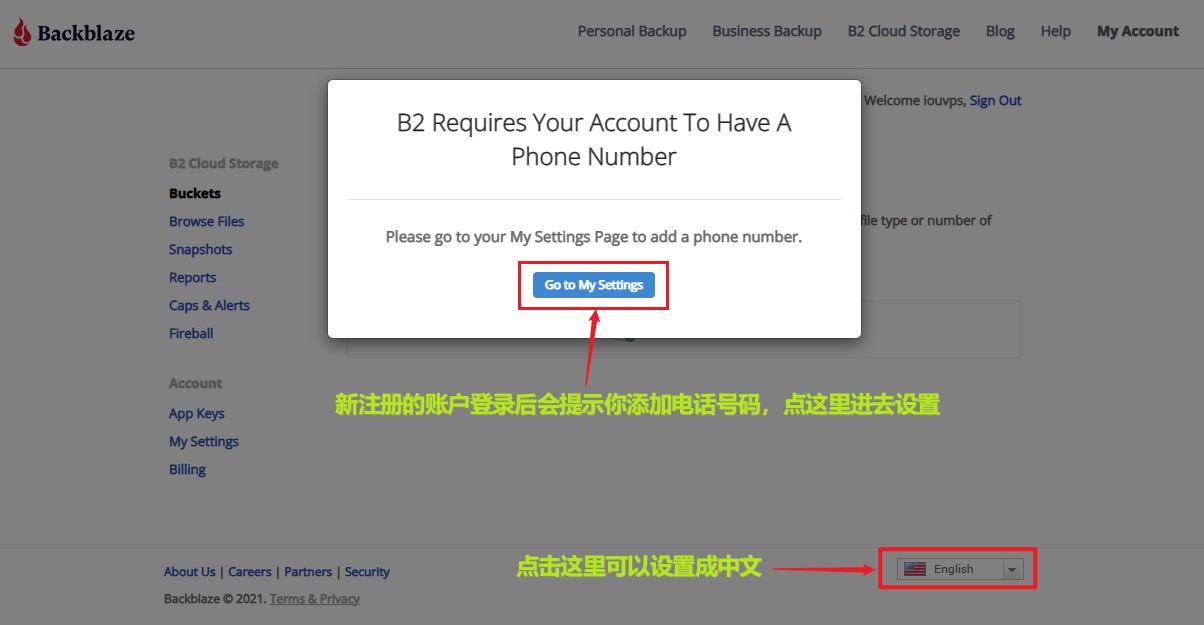 Backblaze
Personal Backup
Business Backup
B2 Cloud Storage
Blog
Help
My Account
Welcome iouvps, Sign Out
B2 Requires Your Account To Have A
Phone Number
Please go to your My Settings Page to add a phone number.
Go to My Settings
file type or number of
B2 Cloud Storage
Buckets
Browse Files
Snapshots
Reports
Caps & Alerts
Fireball
Account
App Keys
My Settings
Billing
新注册的账户登录后会提示你添加电话号码，点这里进去设置
点击这里可以设置成中文
English
About Us | Careers | Partners | Security
Backblaze © 2021. Terms & Privacy